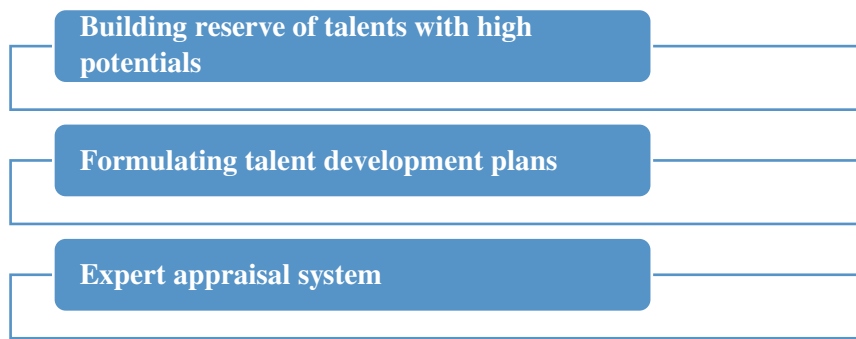 Building reserve of talents with high
potentials
Formulating talent development plans
Expert appraisal system